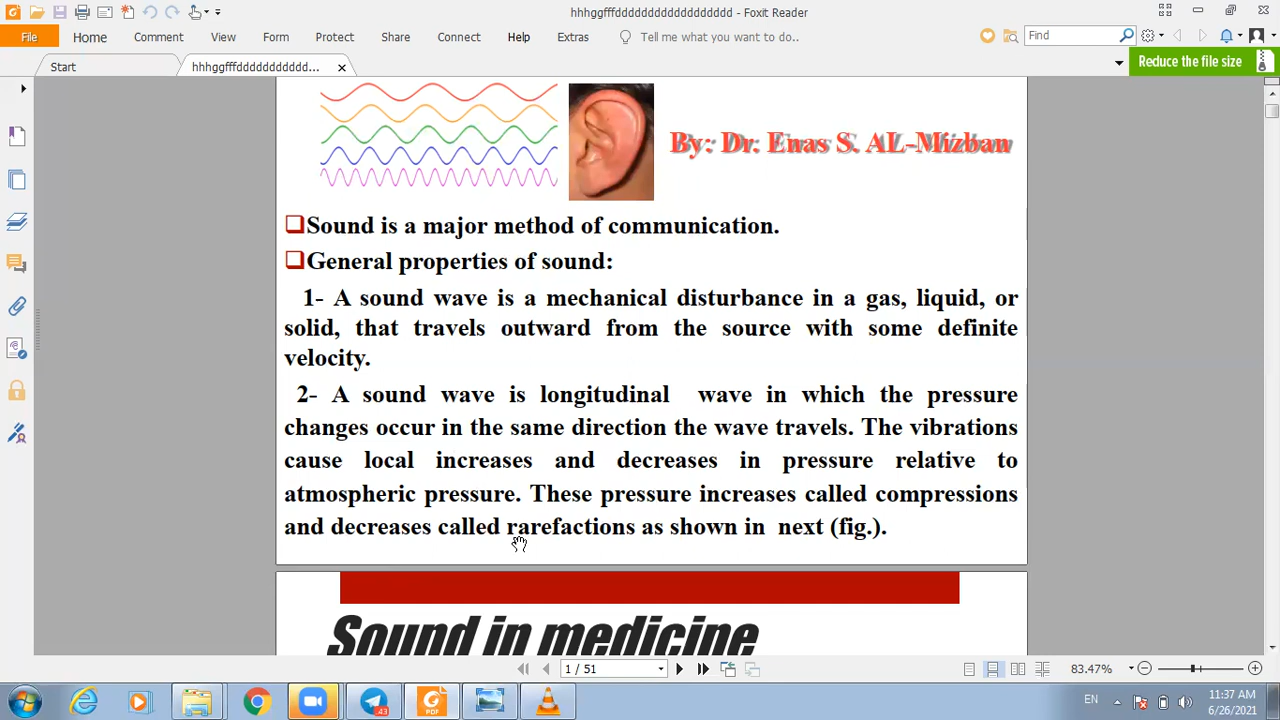 hhhggfffdddddddddddddddddd - Foxit Reader
File Home Comment View Form Protect Share Connect Help Extras Tell me what you want to do.. Find
Start hhhggfffddddddddddd...
Reduce the file size
By: Dr. Enas S. AL-Mizban
Sound is a major method of communication.
General properties of sound:
1- A sound wave is a mechanical disturbance in a gas, liquid, or
solid, that travels outward from the source with some definite
velocity.
2- A sound wave is longitudinal wave in which the pressure
changes occur in the same direction the wave travels. The vibrations
cause local increases and decreases in pressure relative to
atmospheric pressure. These pressure increases called compressions
and decreases called rarefactions as shown in next (fig.).
Sound in medicine
1 / 51
83.47%
43
PDF
EN
11:37 AM
6/26/2021